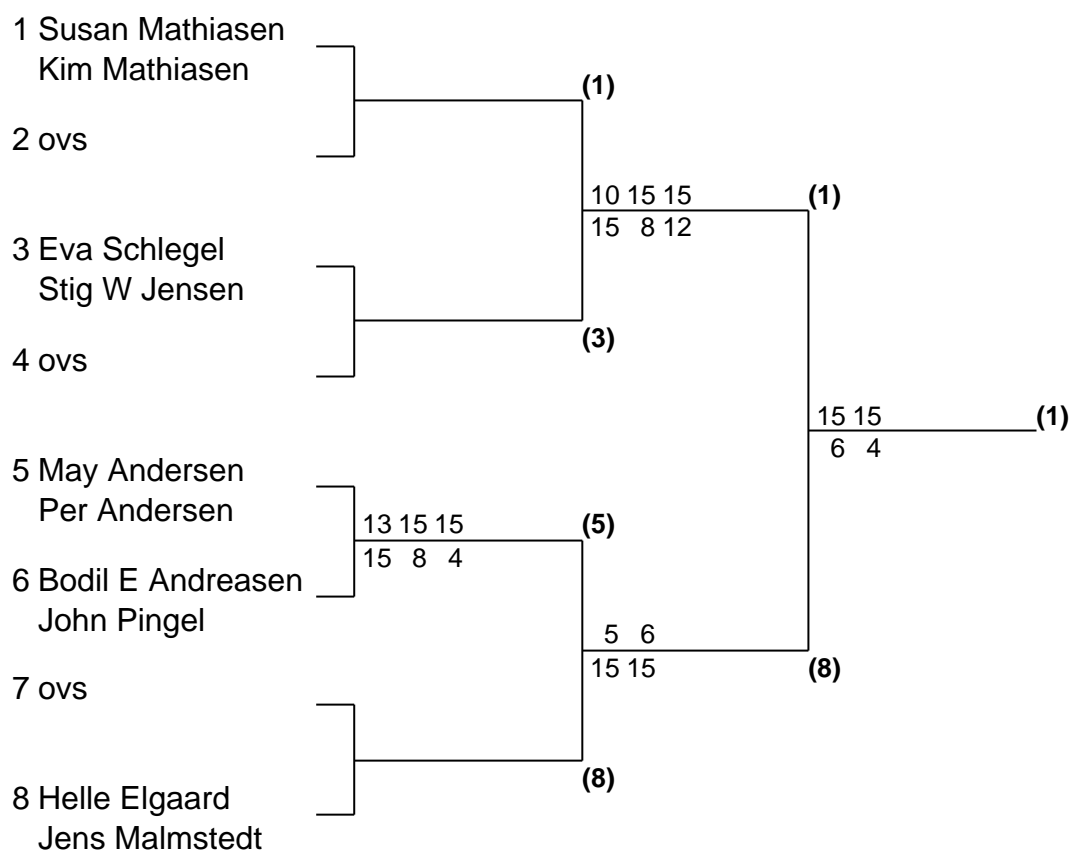 1 Susan Mathiasen
Kim Mathiasen
(1)
2 ovs
10 15 15
(1)
15 8 12
3 Eva Schlegel
Stig W Jensen
(3)
4 ovs
15 15
(1)
6 4
5 May Andersen
Per Andersen
13 15 15
(5)
15 8 4
6 Bodil E Andreasen
John Pingel
5 6
15 15
(8)
7 ovs
(8)
8 Helle Elgaard
Jens Malmstedt